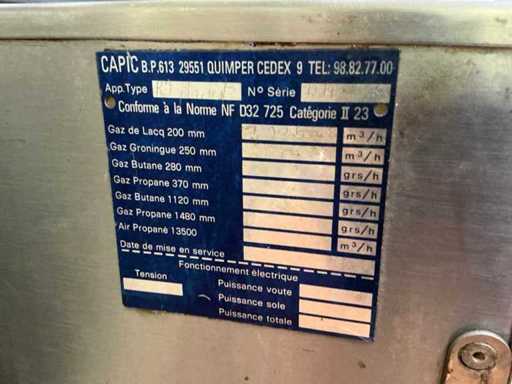 CAPIC B.P.613 29551 QUIMPER CEDEX 9 TEL: 98.82.77.00
App.Type N° Série
Conforme à la Norme NF D32 725 Catégorie II 23
Gaz de Lacq 200 mm m³/h
Gaz Groningue 250 mm m³/h
Gaz Butane 280 mm grs/h
Gaz Propane 370 mm grs/h
Gaz Butane 1120 mm grs/h
Gaz Propane 1480 mm grs/h
Air Propané 13500 m³/h
Date de mise en service
Fonctionnement électrique
Tension Puissance voute
Puissance sole
Puissance totale